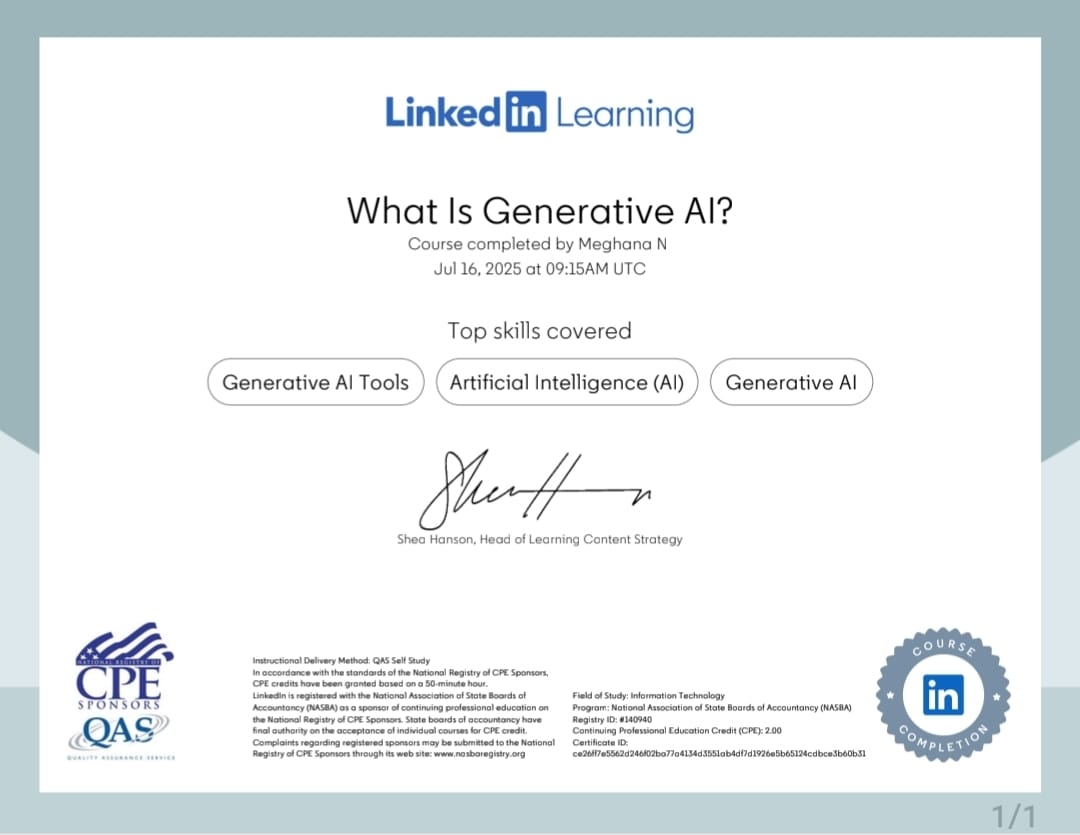 LinkedIn Learning
What Is Generative AI?
Course completed by Meghana N
Jul 16, 2025 at 09:15AM UTC
Top skills covered
Generative AI Tools
Artificial Intelligence (AI)
Generative AI
Shea Hanson, Head of Learning Content Strategy
NATIONAL REGISTRY OF
CPE
SPONSORS
QAS
QUALITY ASSURANCE SERVICE
Instructional Delivery Method: QAS Self Study
In accordance with the standards of the National Registry of CPE Sponsors,
CPE credits have been granted based on a 50-minute hour.
LinkedIn is registered with the National Association of State Boards of
Accountancy (NASBA) as a sponsor of continuing professional education on
the National Registry of CPE Sponsors. State boards of accountancy have
final authority on the acceptance of individual courses for CPE credit.
Complaints regarding registered sponsors may be submitted to the National
Registry of CPE Sponsors through its web site: www.nasbaregistry.org
Field of Study: Information Technology
Program: National Association of State Boards of Accountancy (NASBA)
Registry ID: #140940
Continuing Professional Education Credit (CPE): 2.00
Certificate ID:
ce26ff7e5562d246f02ba77a4134d3551ab4df7d1926e5b65124cdbce3b60b31
COURSE
in
COMPLETION
1/1